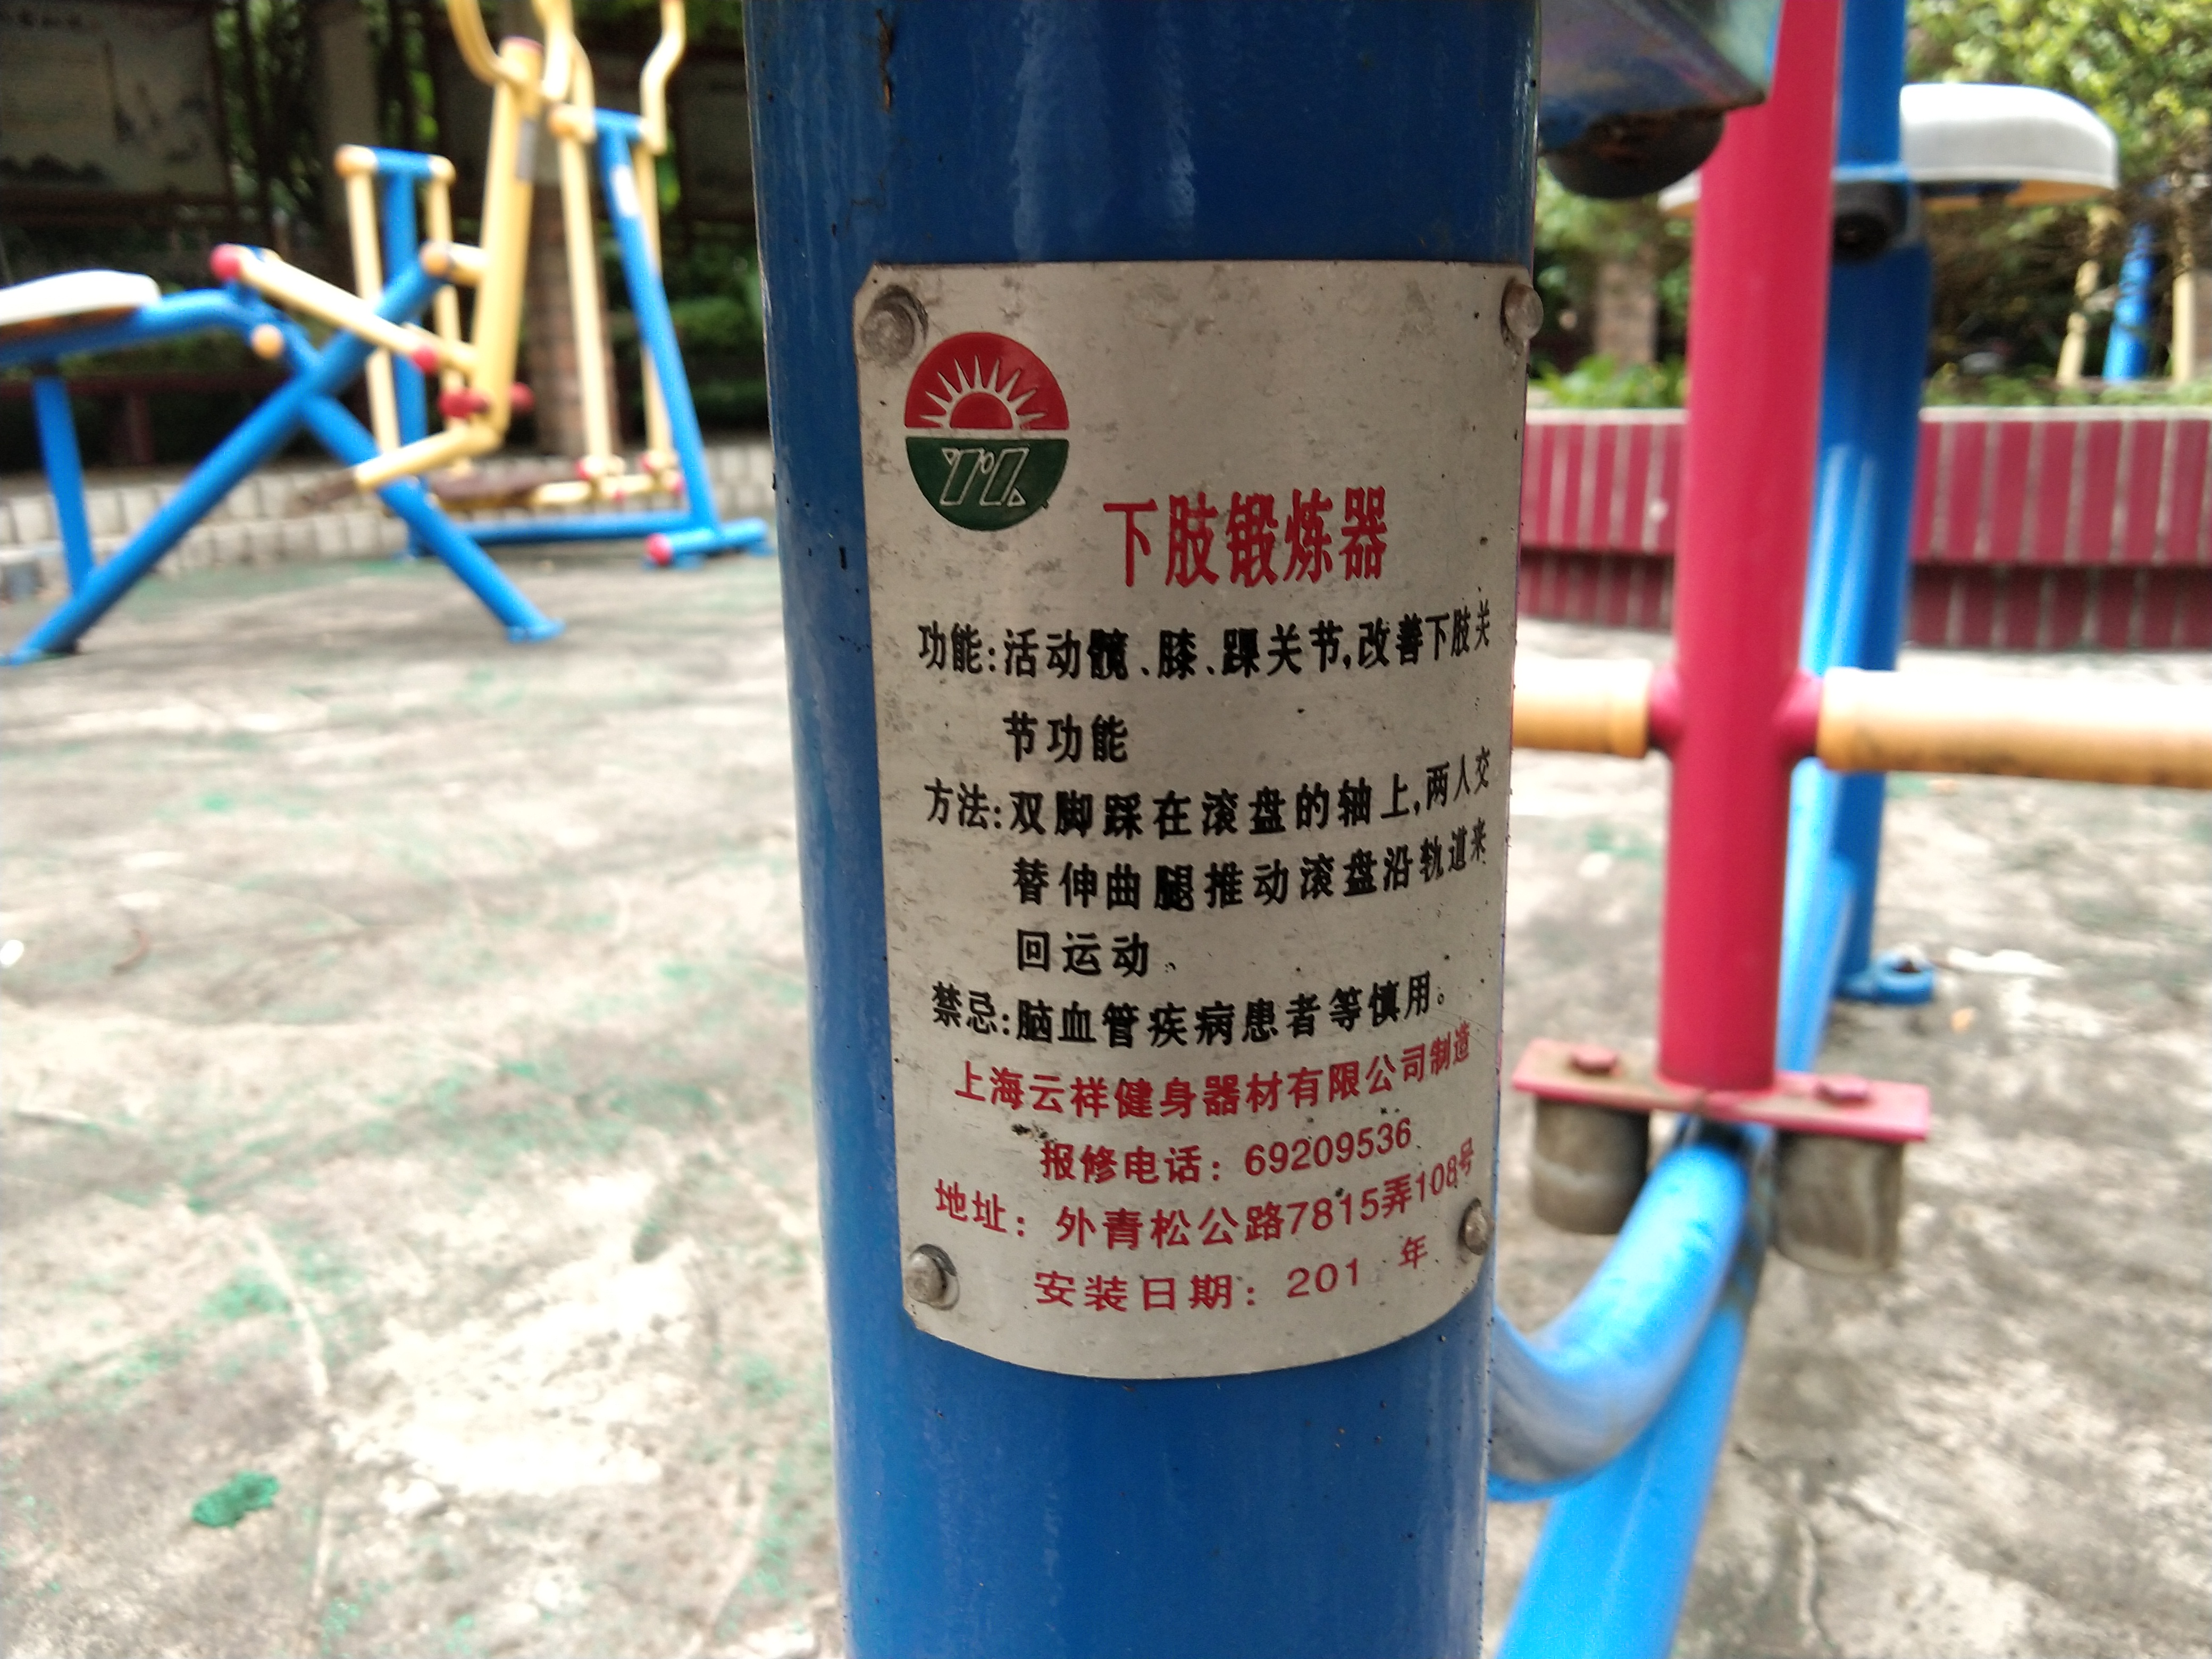 下肢锻炼器
功能:活动髋、膝、踝关节,改善下肢关
节功能
方法:双脚踩在滚盘的轴上,两人交
替伸曲腿推动滚盘沿轨道来
回运动。
禁忌:脑血管疾病患者等慎用。
上海云祥健身器材有限公司制造
报修电话：69209536
地址：外青松公路7815弄108号
安装日期：201 年